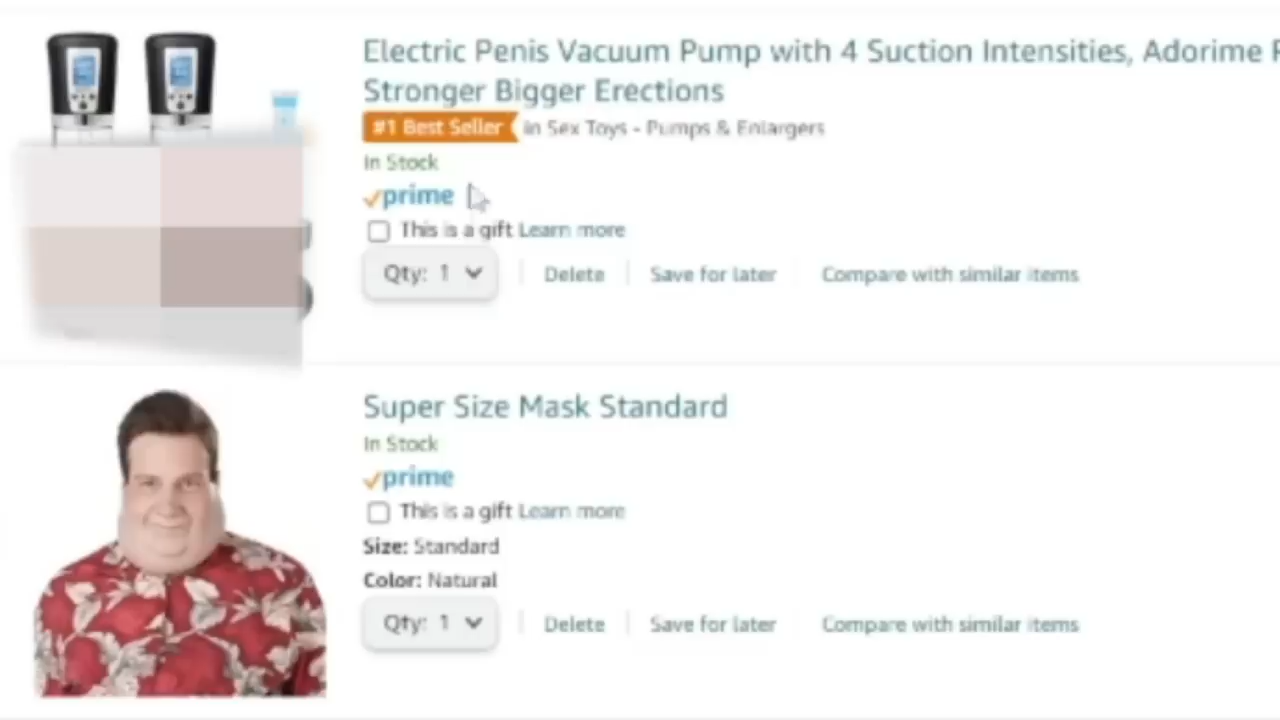 Electric Penis Vacuum Pump with 4 Suction Intensities, Adorime
Stronger Bigger Erections
#1 Best Seller in Sex Toys - Pumps & Enlargers
In Stock
prime
This is a gift Learn more
Qty: 1 Delete Save for later Compare with similar items
Super Size Mask Standard
In Stock
prime
This is a gift Learn more
Size: Standard
Color: Natural
Qty: 1 Delete Save for later Compare with similar items